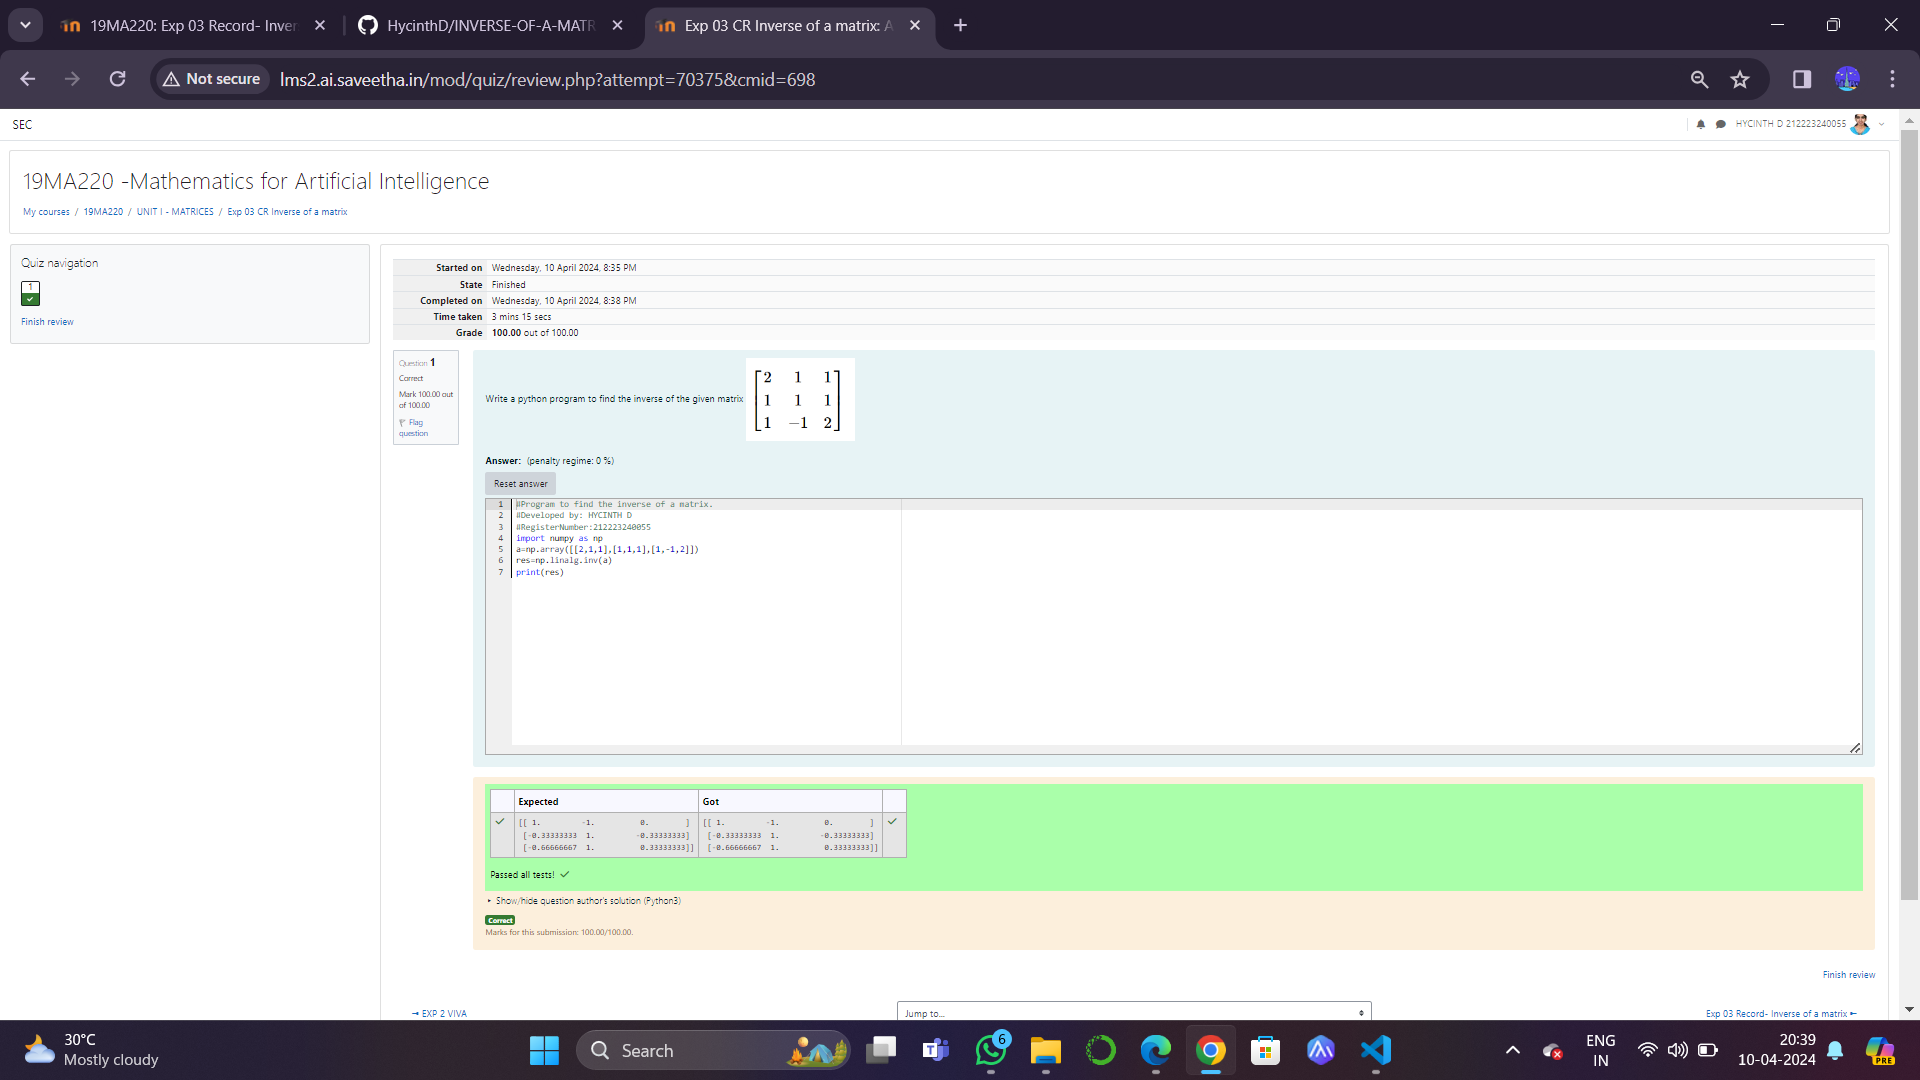 19MA220: Exp 03 Record- Inver
HycinthD/INVERSE-OF-A-MATR
Exp 03 CR Inverse of a matrix: A
Not secure
lms2.ai.saveetha.in/mod/quiz/review.php?attempt=70375&cmid=698
SEC
HYCINTH D 212223240055
19MA220 -Mathematics for Artificial Intelligence
My courses / 19MA220 / UNIT I - MATRICES / Exp 03 CR Inverse of a matrix
Quiz navigation
1
Finish review
Started on Wednesday, 10 April 2024, 8:35 PM
State Finished
Completed on Wednesday, 10 April 2024, 8:38 PM
Time taken 3 mins 15 secs
Grade 100.00 out of 100.00
Question 1
Correct
Mark 100.00 out
of 100.00
Flag
question
Write a python program to find the inverse of the given matrix
2 1 1
1 1 1
1 −1 2
Answer: (penalty regime: 0 %)
Reset answer
1 #Program to find the inverse of a matrix.
2 #Developed by: HYCINTH D
3 #RegisterNumber:212223240055
4 import numpy as np
5 a=np.array([[2,1,1],[1,1,1],[1,-1,2]])
6 res=np.linalg.inv(a)
7 print(res)
Expected Got
[[ 1. -1. 0. ] [[ 1. -1. 0. ]
[-0.33333333 1. -0.33333333] [-0.33333333 1. -0.33333333]
[-0.66666667 1. 0.33333333]] [-0.66666667 1. 0.33333333]]
Passed all tests!
Show/hide question author's solution (Python3)
Correct
Marks for this submission: 100.00/100.00.
Finish review
EXP 2 VIVA
Jump to...
Exp 03 Record- Inverse of a matrix
30°C
Mostly cloudy
Search
6
ENG
IN
20:39
10-04-2024
PRE